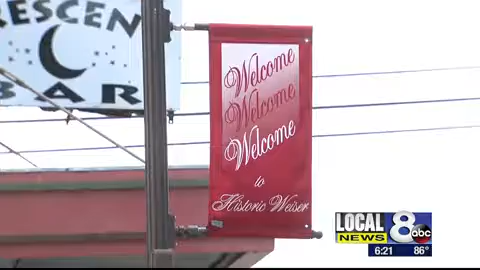 RESCEN
BAR
Welcome
Welcome
Welcome
to
Historic Weiser
LOCAL 8
NEWS abc
6:21 86°